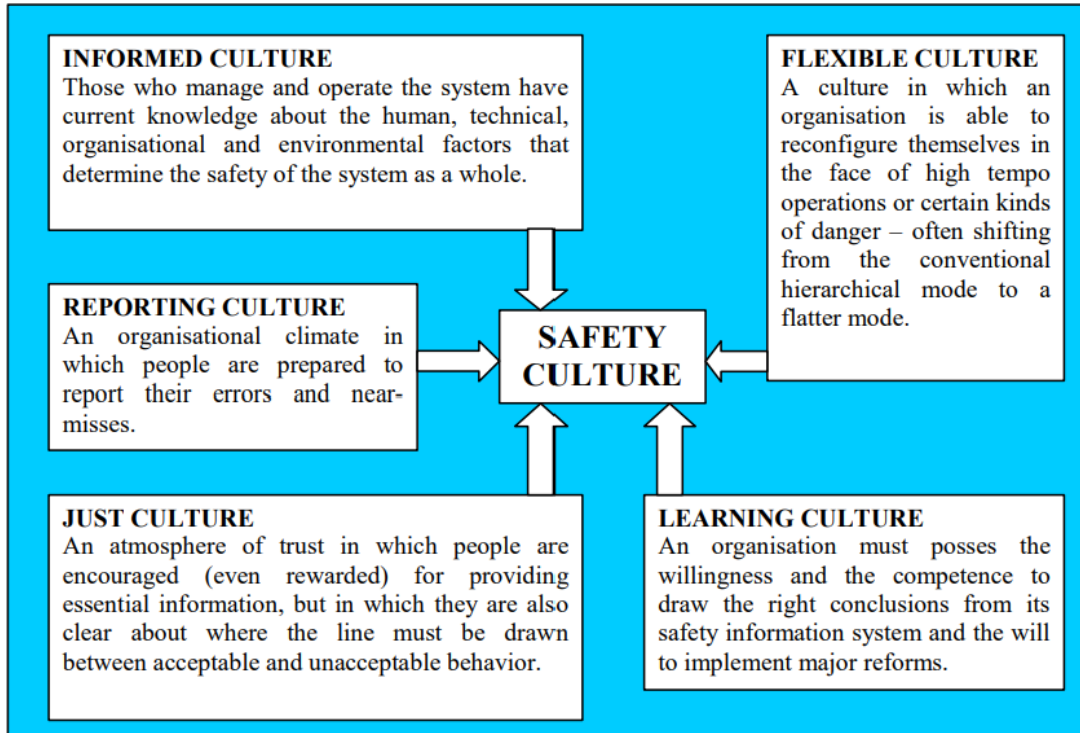 INFORMED CULTURE
Those who manage and operate the system have
current knowledge about the human, technical,
organisational and environmental factors that
determine the safety of the system as a whole.
FLEXIBLE CULTURE
A culture in which an
organisation is able to
reconfigure themselves in
the face of high tempo
operations or certain kinds
of danger – often shifting
from the conventional
hierarchical mode to a
flatter mode.
REPORTING CULTURE
An organisational climate in
which people are prepared to
report their errors and near-
misses.
SAFETY
CULTURE
JUST CULTURE
An atmosphere of trust in which people are
encouraged (even rewarded) for providing
essential information, but in which they are also
clear about where the line must be drawn
between acceptable and unacceptable behavior.
LEARNING CULTURE
An organisation must posses the
willingness and the competence to
draw the right conclusions from its
safety information system and the will
to implement major reforms.